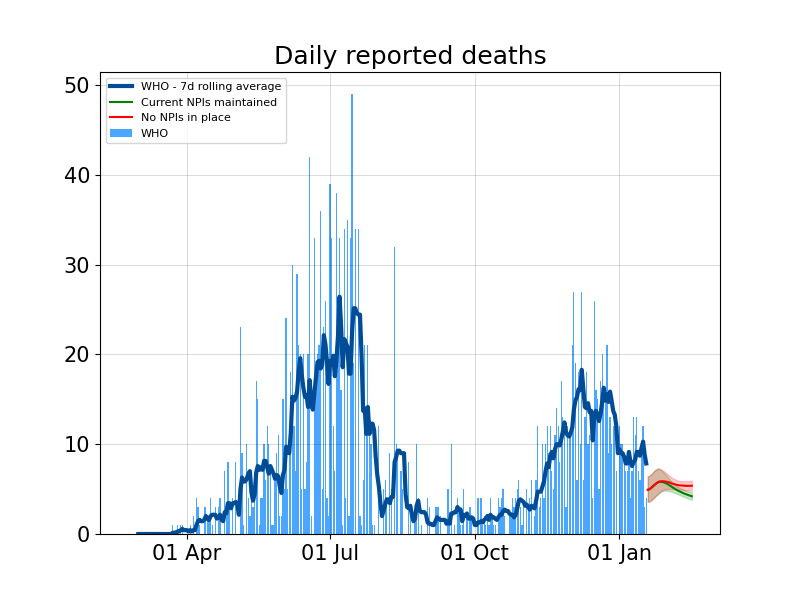 Daily reported deaths
WHO - 7d rolling average
Current NPIs maintained
No NPIs in place
WHO
50
40
30
20
10
0
01 Apr
01 Jul
01 Oct
01 Jan